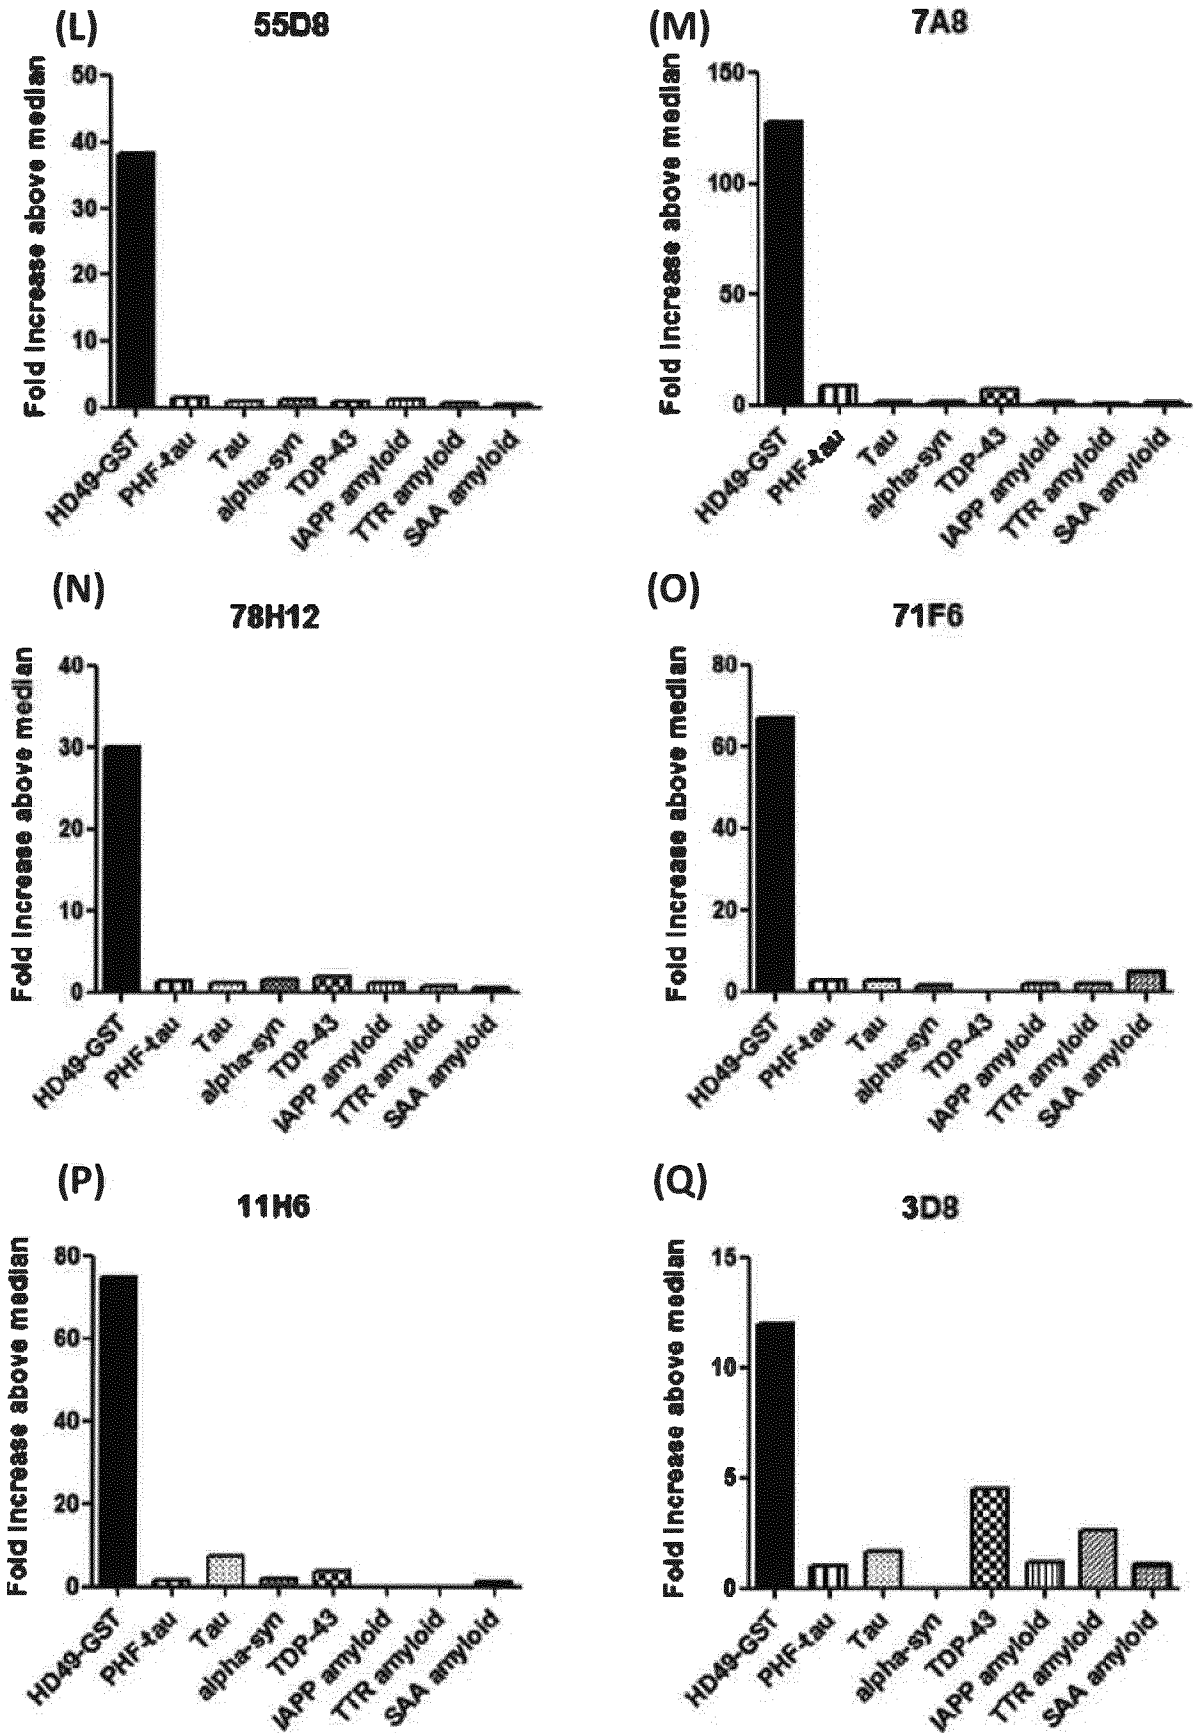 (L)
55D8
Fold increase above median
50
40
30
20
10
0
HD49-GST
PHF-tau
Tau
alpha-syn
TDP-43
IAPP amyloid
TTR amyloid
SAA amyloid
(M)
7A8
Fold increase above median
150
100
50
0
HD49-GST
PHF-tau
Tau
alpha-syn
TDP-43
IAPP amyloid
TTR amyloid
SAA amyloid
(N)
78H12
Fold increase above median
40
30
20
10
0
HD49-GST
PHF-tau
Tau
alpha-syn
TDP-43
IAPP amyloid
TTR amyloid
SAA amyloid
(O)
71F6
Fold increase above median
80
60
40
20
0
HD49-GST
PHF-tau
Tau
alpha-syn
TDP-43
IAPP amyloid
TTR amyloid
SAA amyloid
(P)
11H6
Fold increase above median
80
60
40
20
0
HD49-GST
PHF-tau
Tau
alpha-syn
TDP-43
IAPP amyloid
TTR amyloid
SAA amyloid
(Q)
3D8
Fold increase above median
15
10
5
0
HD49-GST
PHF-tau
Tau
alpha-syn
TDP-43
IAPP amyloid
TTR amyloid
SAA amyloid